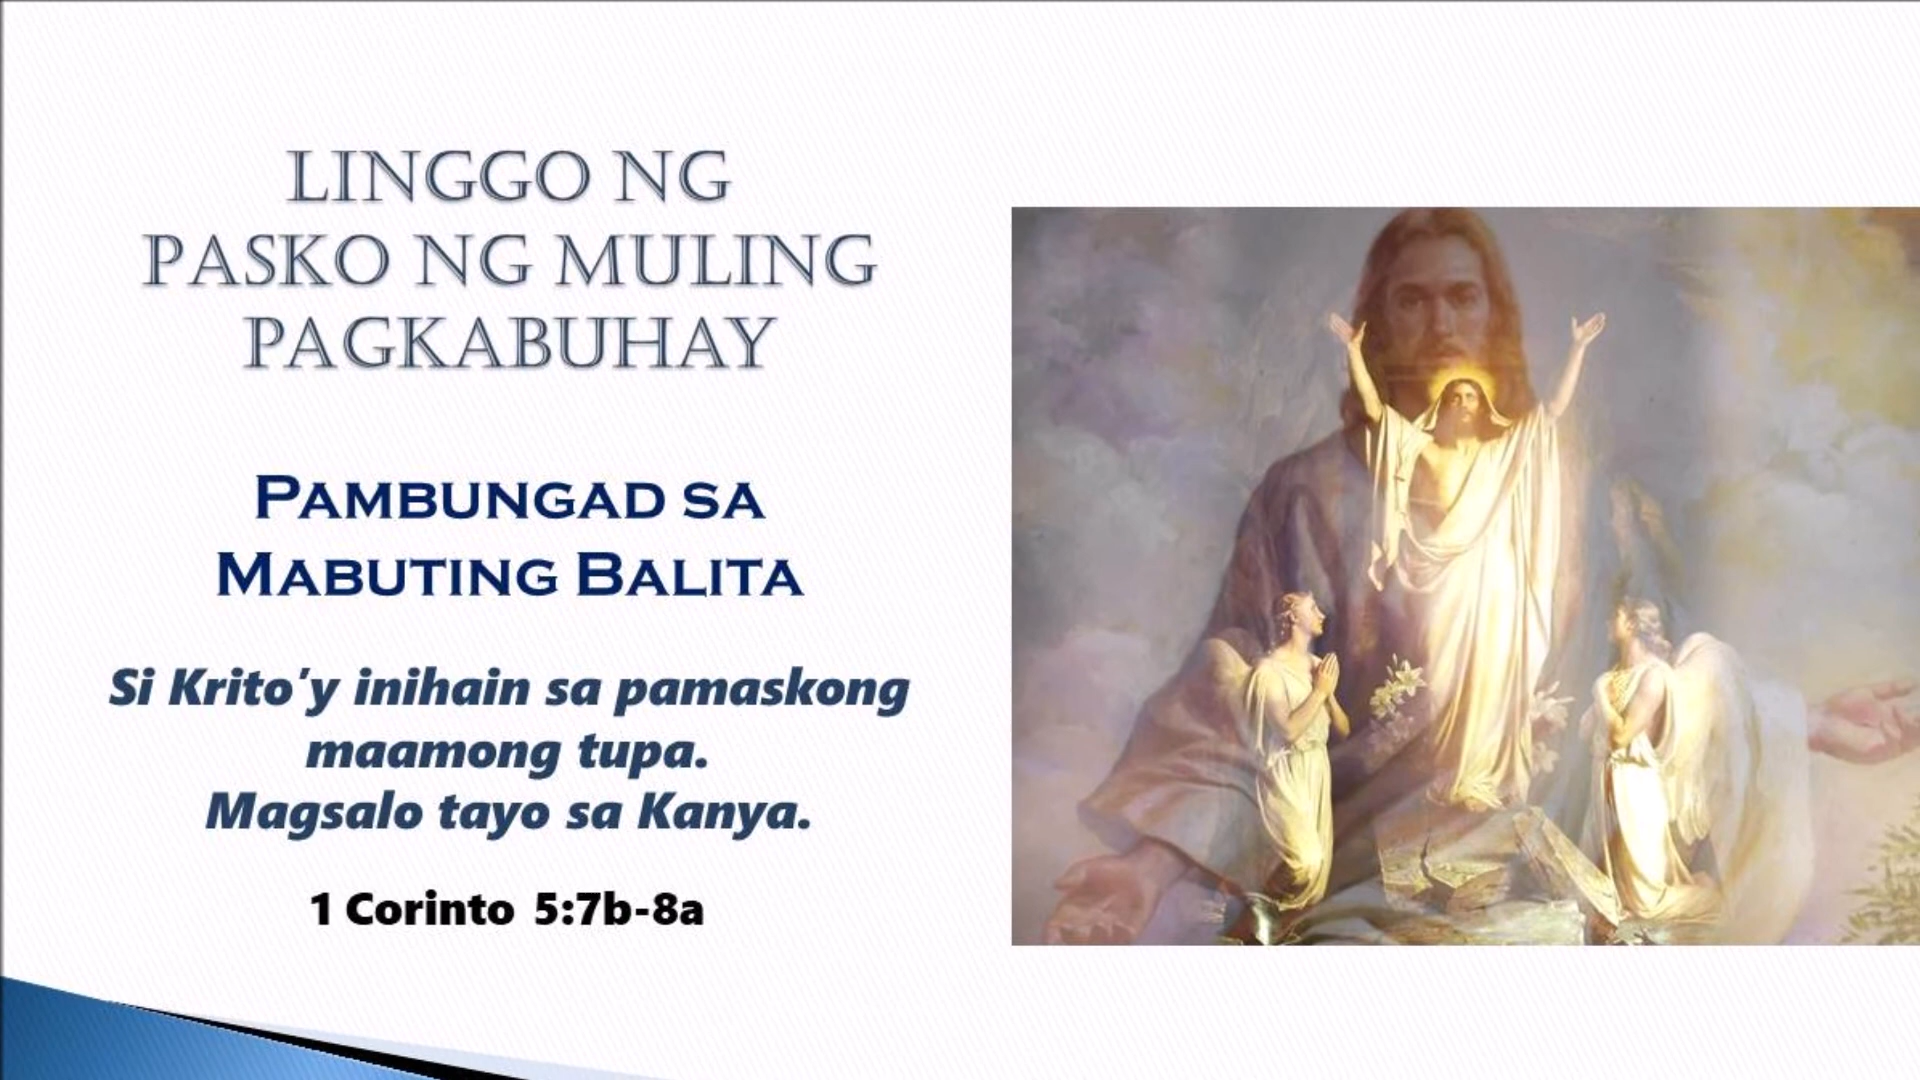 LINGGO NG
PASKO NG MULING
PAGKABUHAY
PAMBUNGAD SA
MABUTING BALITA
Si Krito'y inihain sa pamaskong
maamong tupa.
Magsalo tayo sa Kanya.
1 Corinto 5:7b-8a